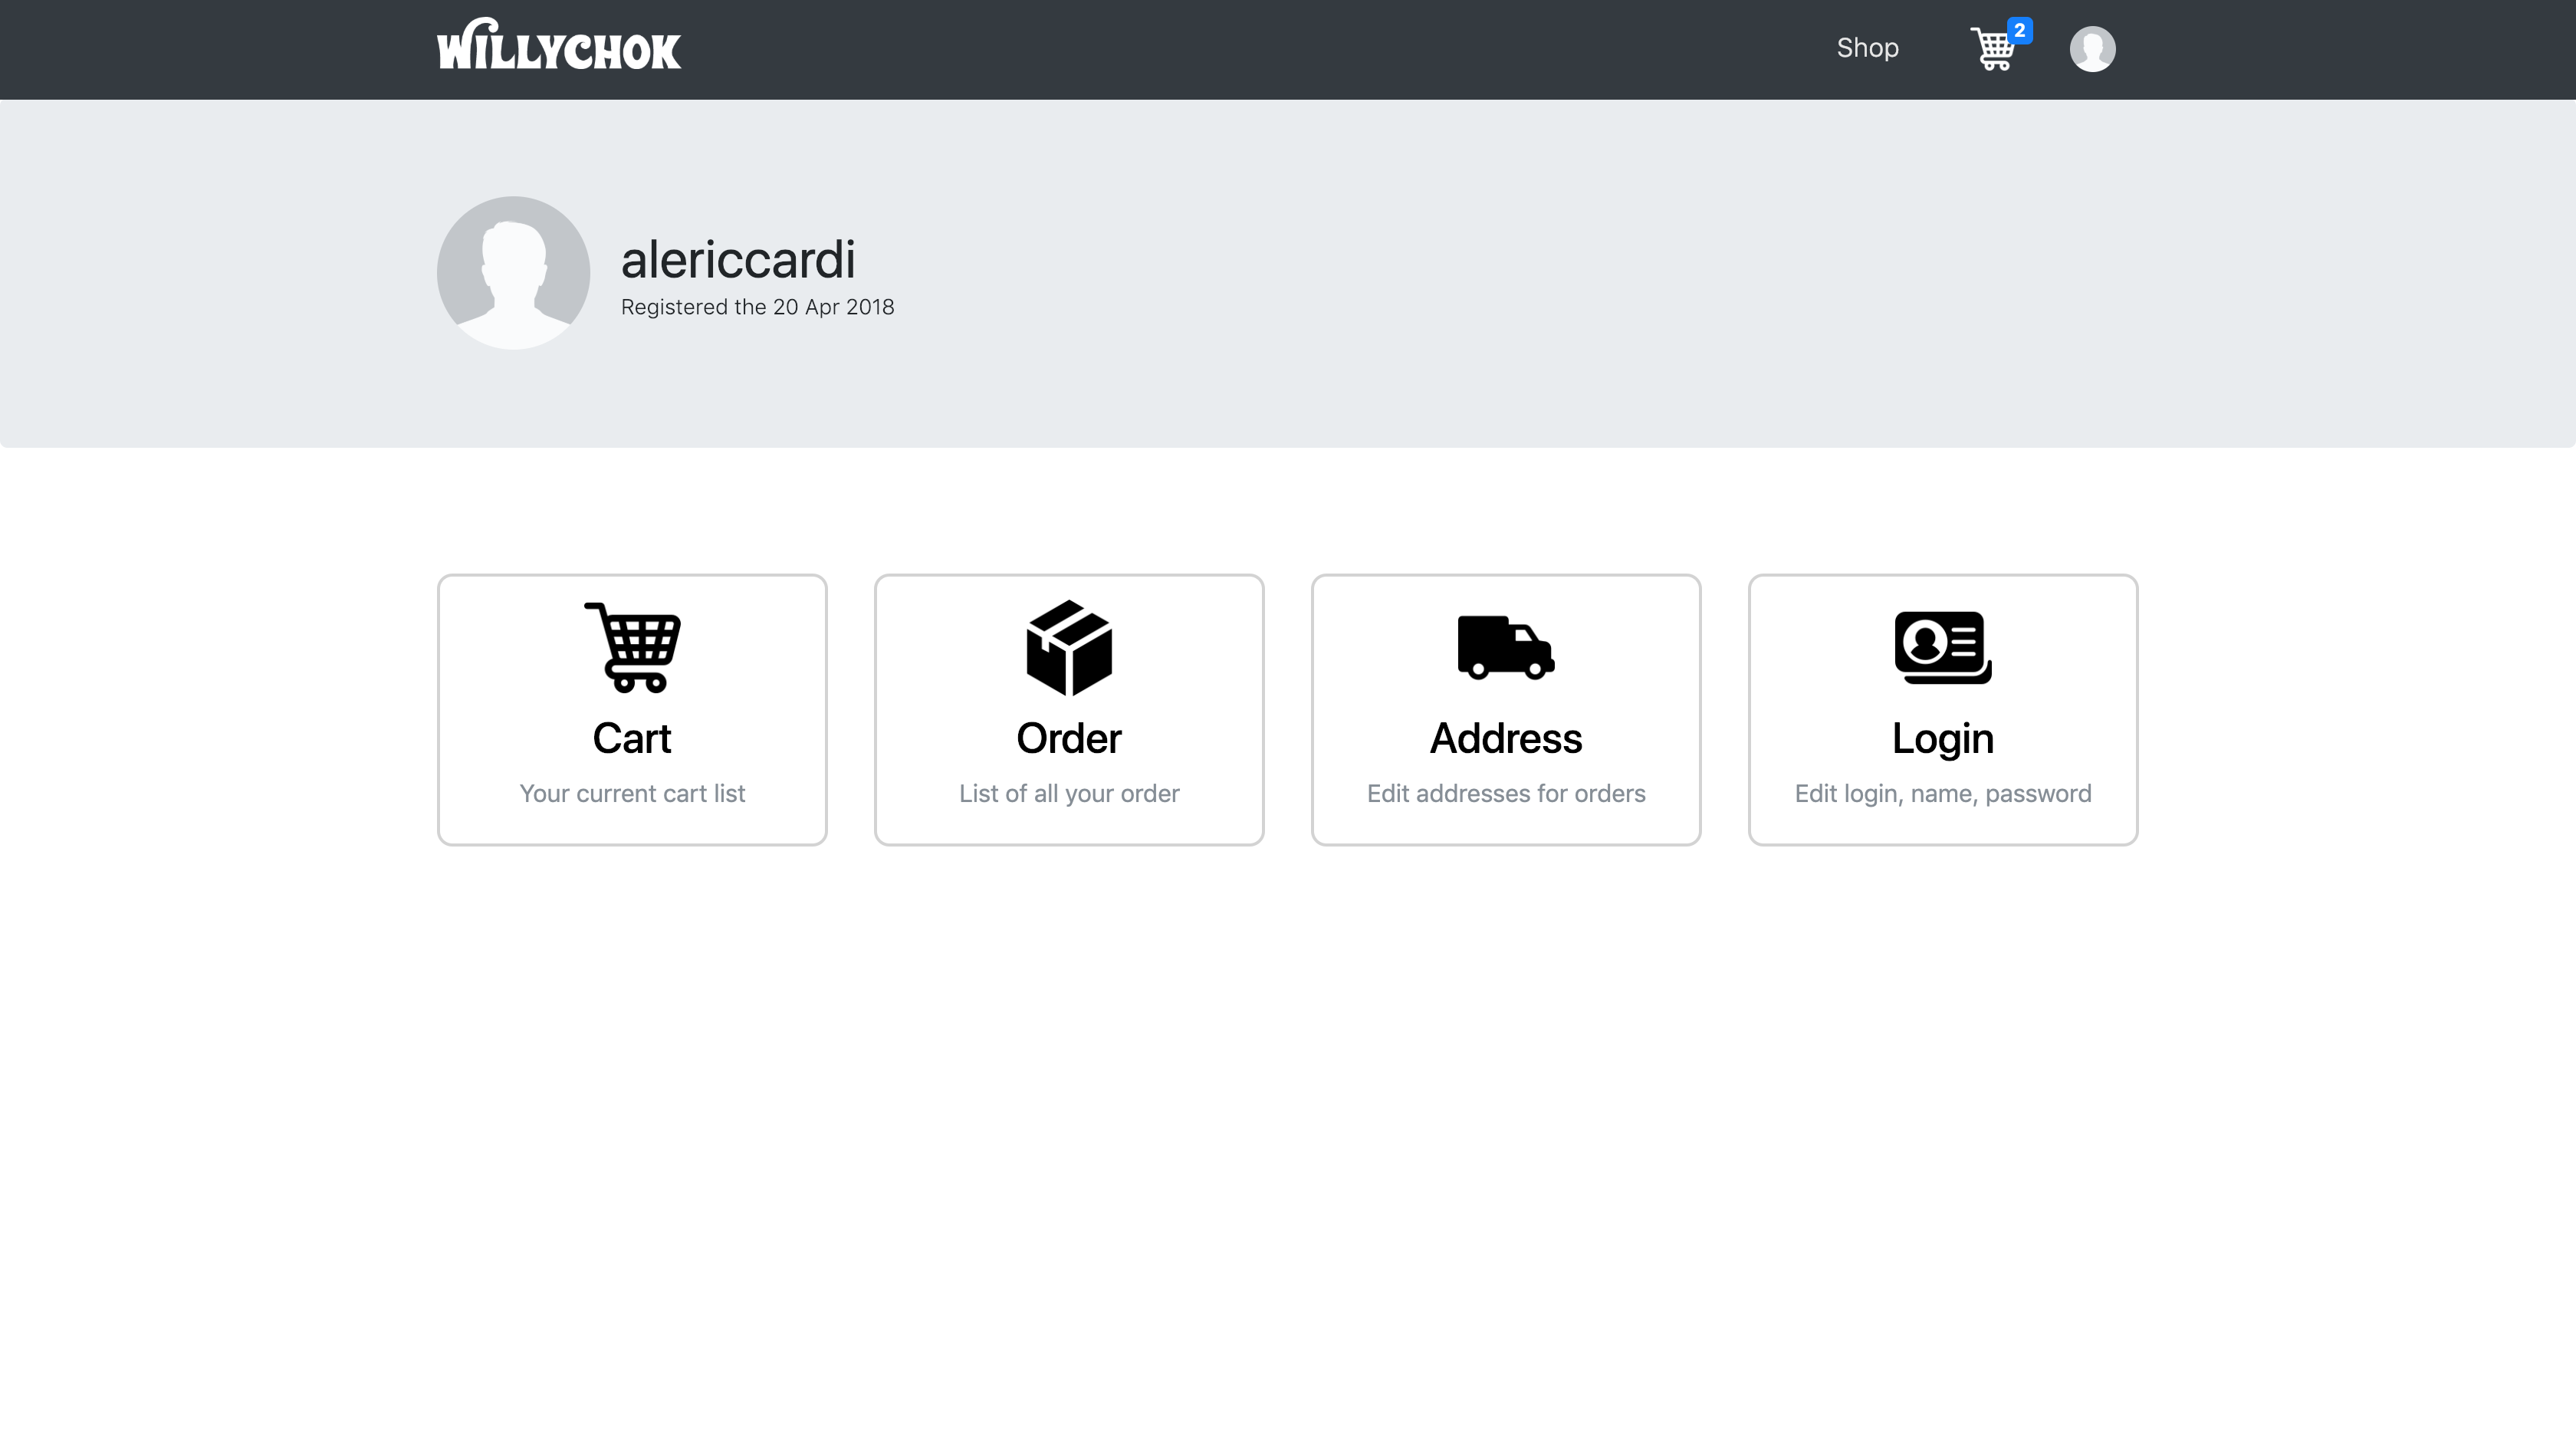 WILLYCHOK
Shop
2
alericcardi
Registered the 20 Apr 2018
Cart
Your current cart list
Order
List of all your order
Address
Edit addresses for orders
Login
Edit login, name, password